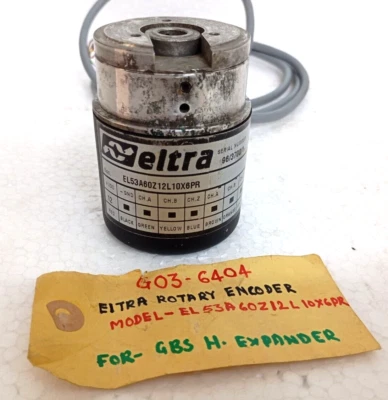 eltra
SERIAL
EL53A60Z12L10X6PR
+ GND CH.A CH.B CH.Z
BLACK GREEN YELLOW BLUE BROWN
G03-6404
EltRA ROTARY ENCODER
MODEL-EL53A60Z12L10X6PR
FOR- GBS H. EXPANDER